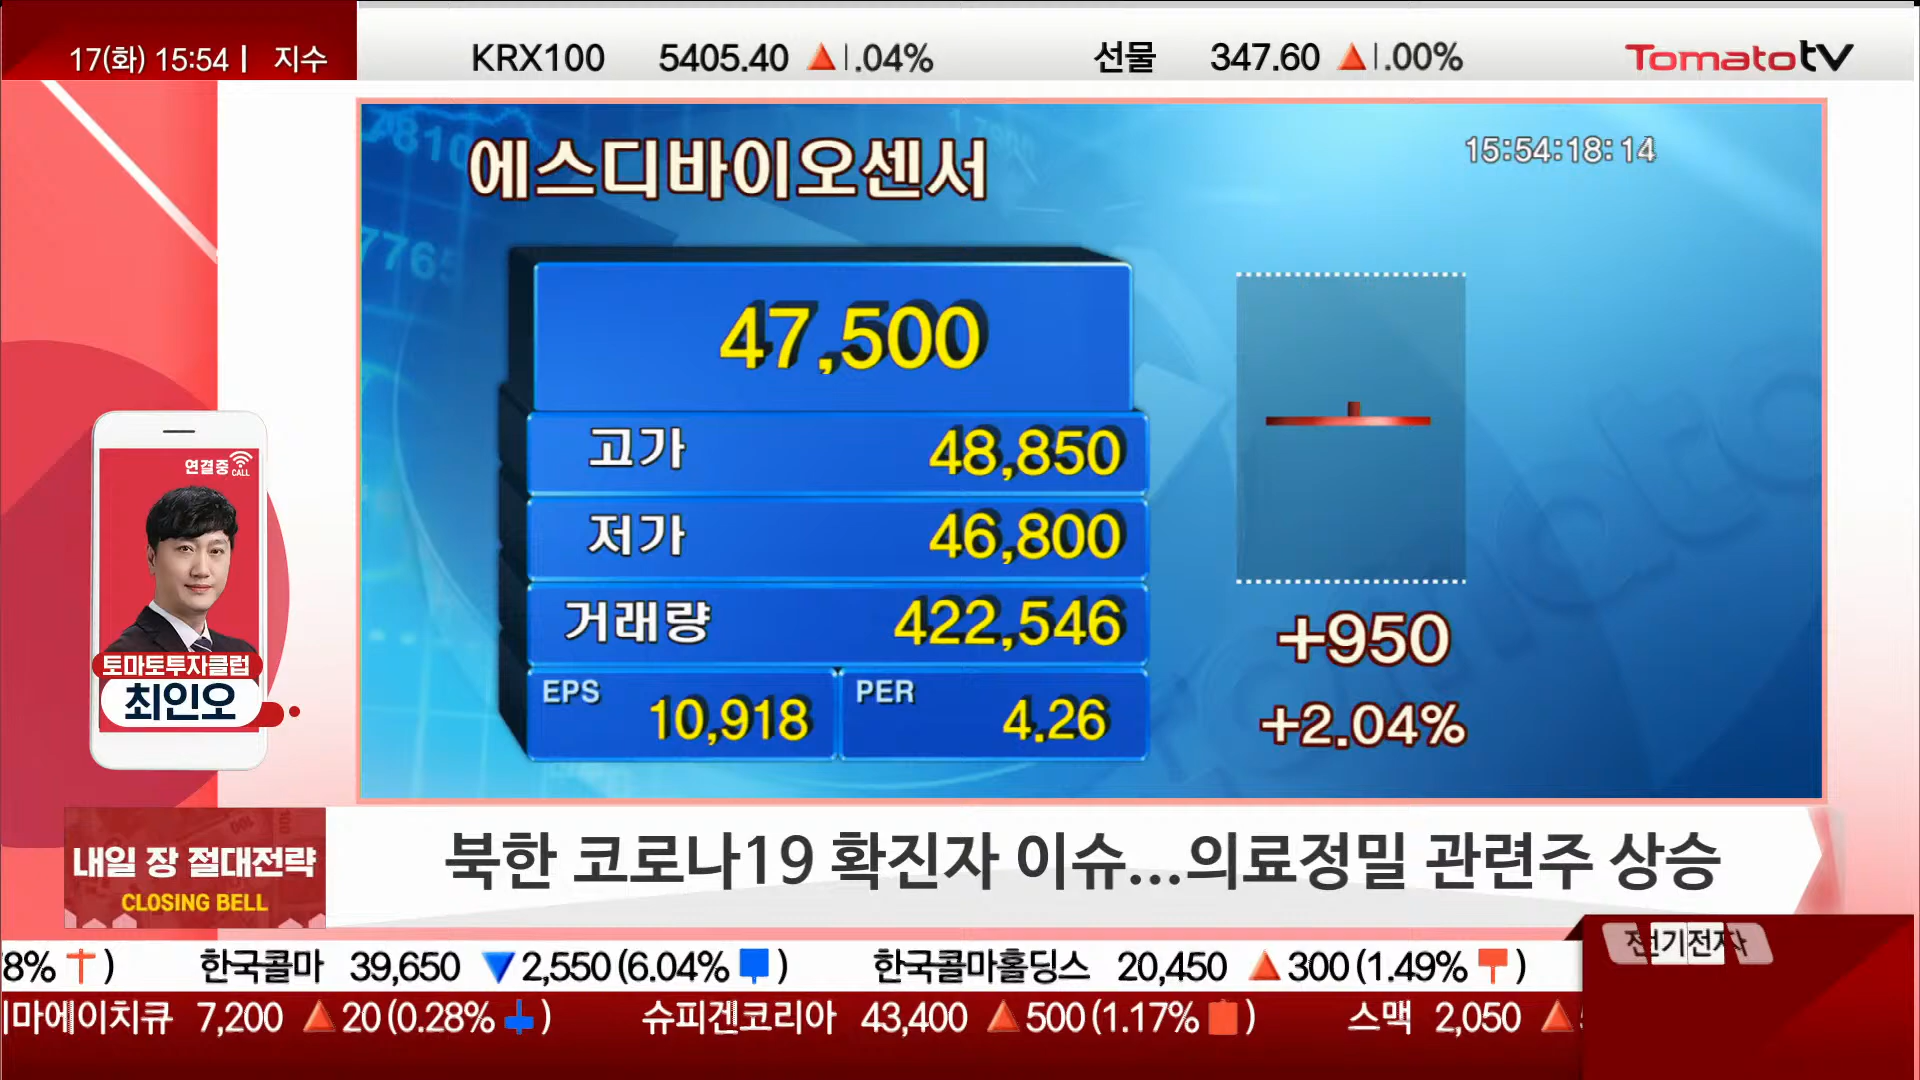 17(화) 15:54 | 지수
KRX100 5405.40 ▲1.04%
선물 347.60 ▲1.00%
Tomato tv
에스디바이오센서
15:54:18:14
47,500
고가 48,850
저가 46,800
거래량 422,546
EPS 10,918 PER 4.26
+950
+2.04%
연결중 CALL
토마토투자클럽
최인오
내일 장 절대전략
CLOSING BELL
북한 코로나19 확진자 이슈...의료정밀 관련주 상승
전기전자
8% ) 한국콜마 39,650 ▼2,550(6.04% ) 한국콜마홀딩스 20,450 ▲300(1.49% )
마에이치큐 7,200 ▲20(0.28% ) 슈피겐코리아 43,400 ▲500(1.17% ) 스맥 2,050 ▲